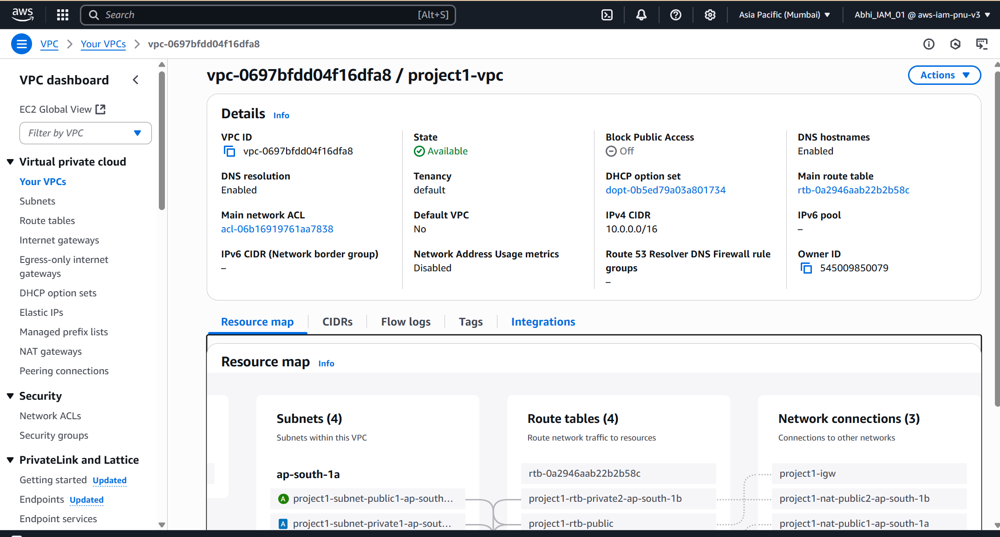 aws
Search
[Alt+S]
Asia Pacific (Mumbai)
Abhi_IAM_01 @ aws-iam-pnu-v3
VPC
Your VPCs
vpc-0697bfdd04f16dfa8
VPC dashboard
EC2 Global View
Filter by VPC
Virtual private cloud
Your VPCs
Subnets
Route tables
Internet gateways
Egress-only internet
gateways
DHCP option sets
Elastic IPs
Managed prefix lists
NAT gateways
Peering connections
Security
Network ACLs
Security groups
PrivateLink and Lattice
Getting started Updated
Endpoints Updated
Endpoint services
vpc-0697bfdd04f16dfa8 / project1-vpc
Actions
Details Info
VPC ID
vpc-0697bfdd04f16dfa8
State
Available
Block Public Access
Off
DNS hostnames
Enabled
DNS resolution
Enabled
Tenancy
default
DHCP option set
dopt-0b5ed79a03a801734
Main route table
rtb-0a2946aab22b2b58c
Main network ACL
acl-06b16919761aa7838
Default VPC
No
IPv4 CIDR
10.0.0.0/16
IPv6 pool
–
IPv6 CIDR (Network border group)
–
Network Address Usage metrics
Disabled
Route 53 Resolver DNS Firewall rule
groups
–
Owner ID
545009850079
Resource map
CIDRs
Flow logs
Tags
Integrations
Resource map Info
Subnets (4)
Subnets within this VPC
ap-south-1a
A project1-subnet-public1-ap-south...
A project1-subnet-private1-ap-sout...
Route tables (4)
Route network traffic to resources
rtb-0a2946aab22b2b58c
project1-rtb-private2-ap-south-1b
project1-rtb-public
Network connections (3)
Connections to other networks
project1-igw
project1-nat-public2-ap-south-1b
project1-nat-public1-ap-south-1a